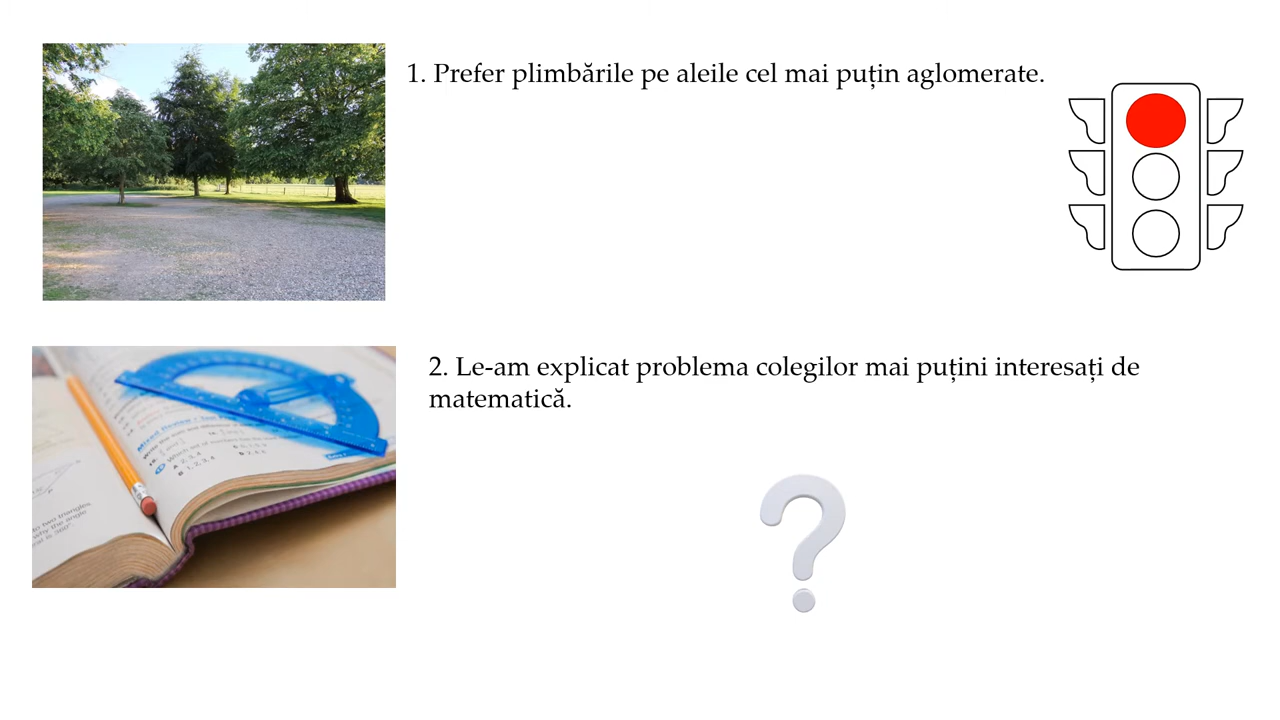 1. Prefer plimbările pe aleile cel mai puțin aglomerate.
2. Le-am explicat problema colegilor mai puțini interesați de
matematică.